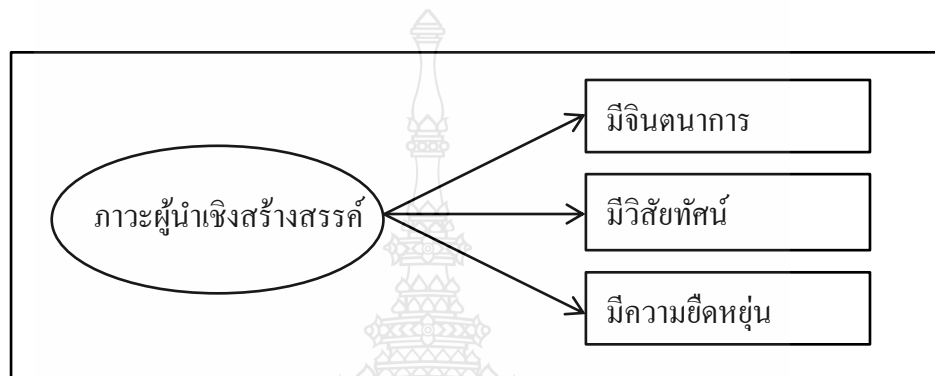 มีจินตนาการ
ภาวะผู้นำเชิงสร้างสรรค์
มีวิสัยทัศน์
มีความยืดหยุ่น